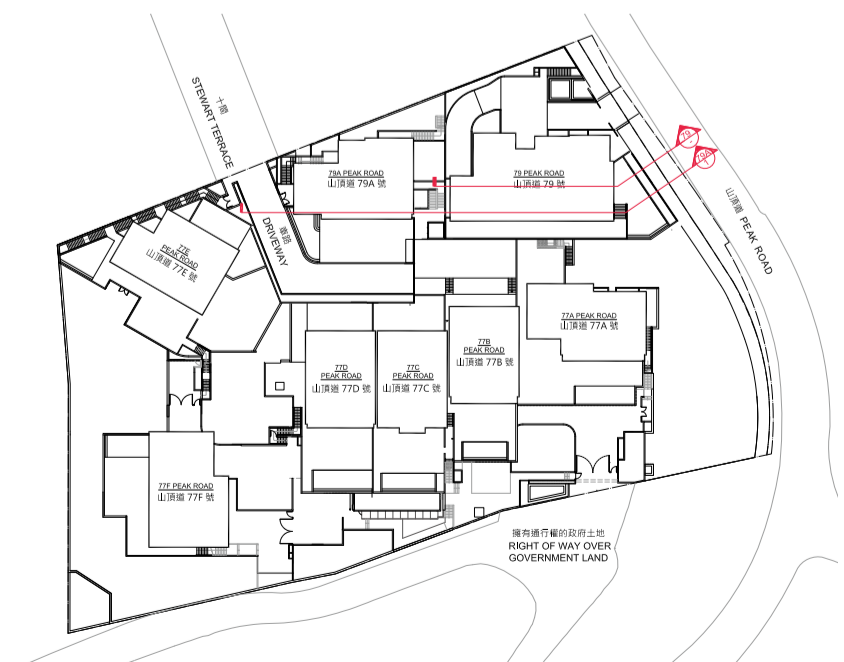 十間
STEWART TERRACE
79
79A
79A PEAK ROAD
山頂道 79A 號
79 PEAK ROAD
山頂道 79 號
山頂道 PEAK ROAD
車路
DRIVEWAY
77E
PEAK ROAD
山頂道 77E 號
77A PEAK ROAD
山頂道 77A 號
77B
PEAK ROAD
山頂道 77B 號
77D
PEAK ROAD
山頂道 77D 號
77C
PEAK ROAD
山頂道 77C 號
77F PEAK ROAD
山頂道 77F 號
擁有通行權的政府土地
RIGHT OF WAY OVER
GOVERNMENT LAND